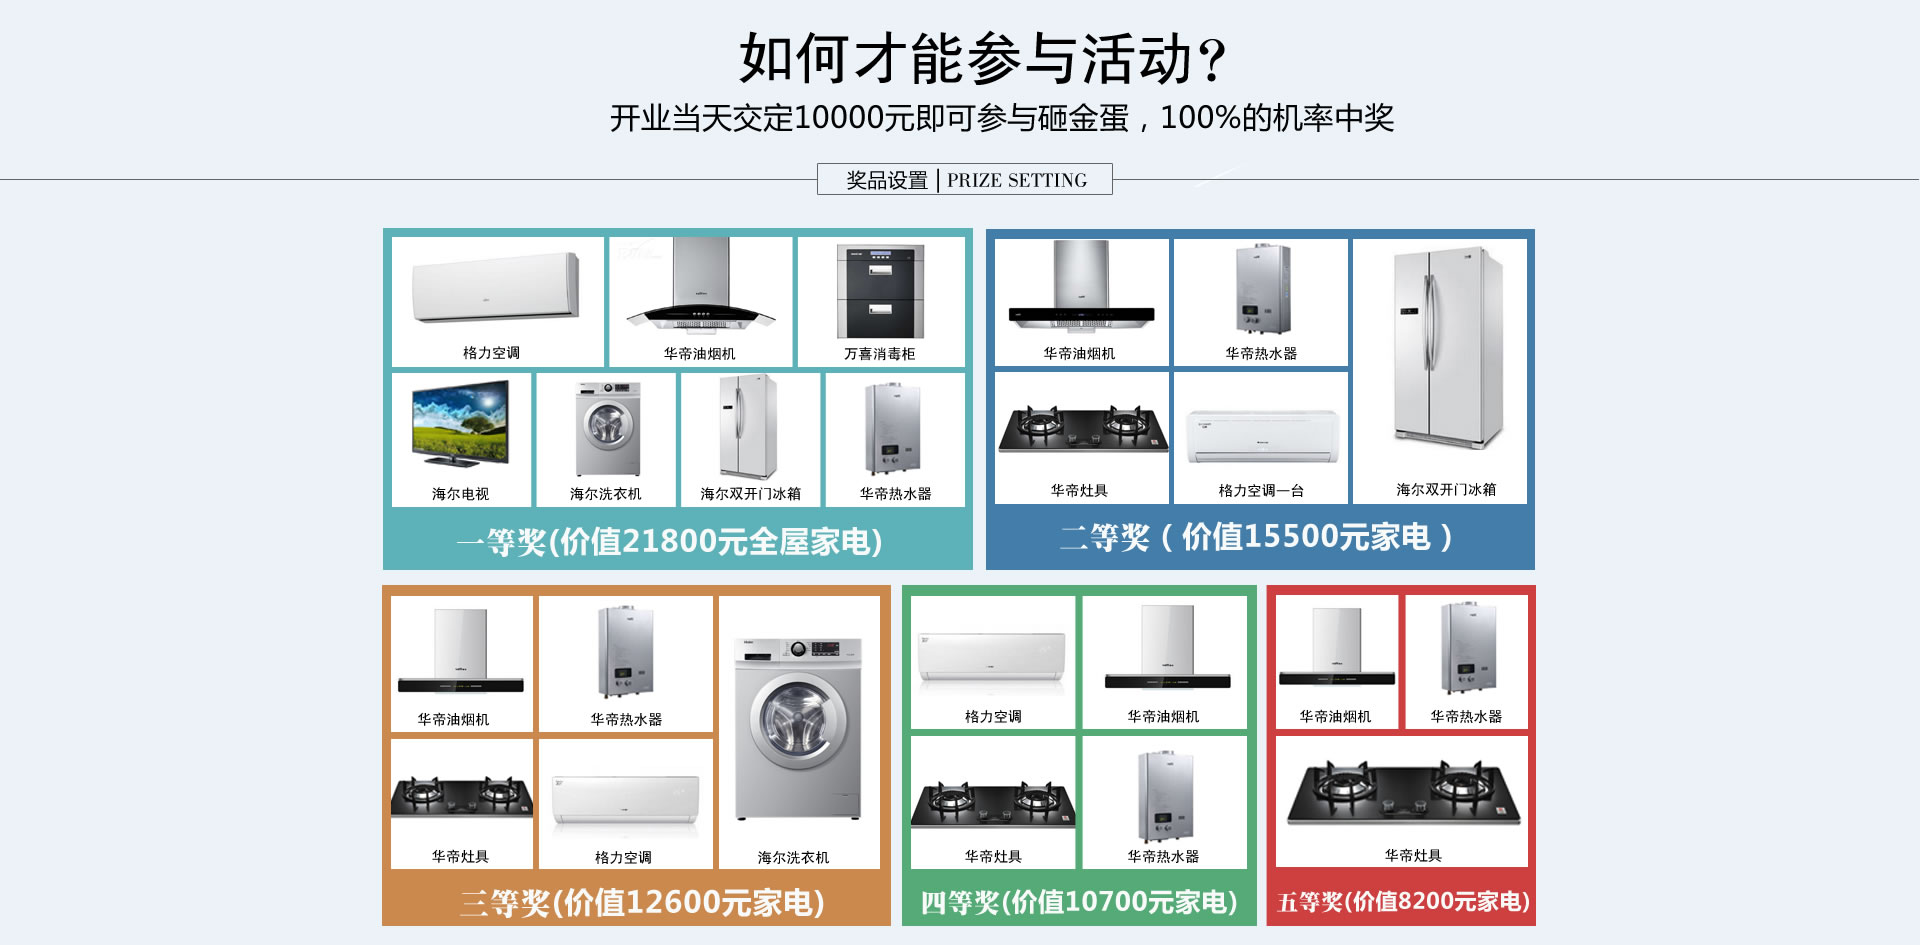 如何才能参与活动?
开业当天交定10000元即可参与砸金蛋，100%的机率中奖
奖品设置 | PRIZE SETTING
格力空调
华帝油烟机
万喜消毒柜
海尔电视
海尔洗衣机
海尔双开门冰箱
华帝热水器
一等奖(价值21800元全屋家电)
华帝油烟机
华帝热水器
华帝灶具
格力空调一台
海尔双开门冰箱
二等奖（价值15500元家电）
华帝油烟机
华帝热水器
华帝灶具
格力空调
Haier
海尔洗衣机
三等奖(价值12600元家电)
格力空调
华帝油烟机
华帝灶具
华帝热水器
四等奖(价值10700元家电)
华帝油烟机
华帝热水器
华帝灶具
五等奖(价值8200元家电)